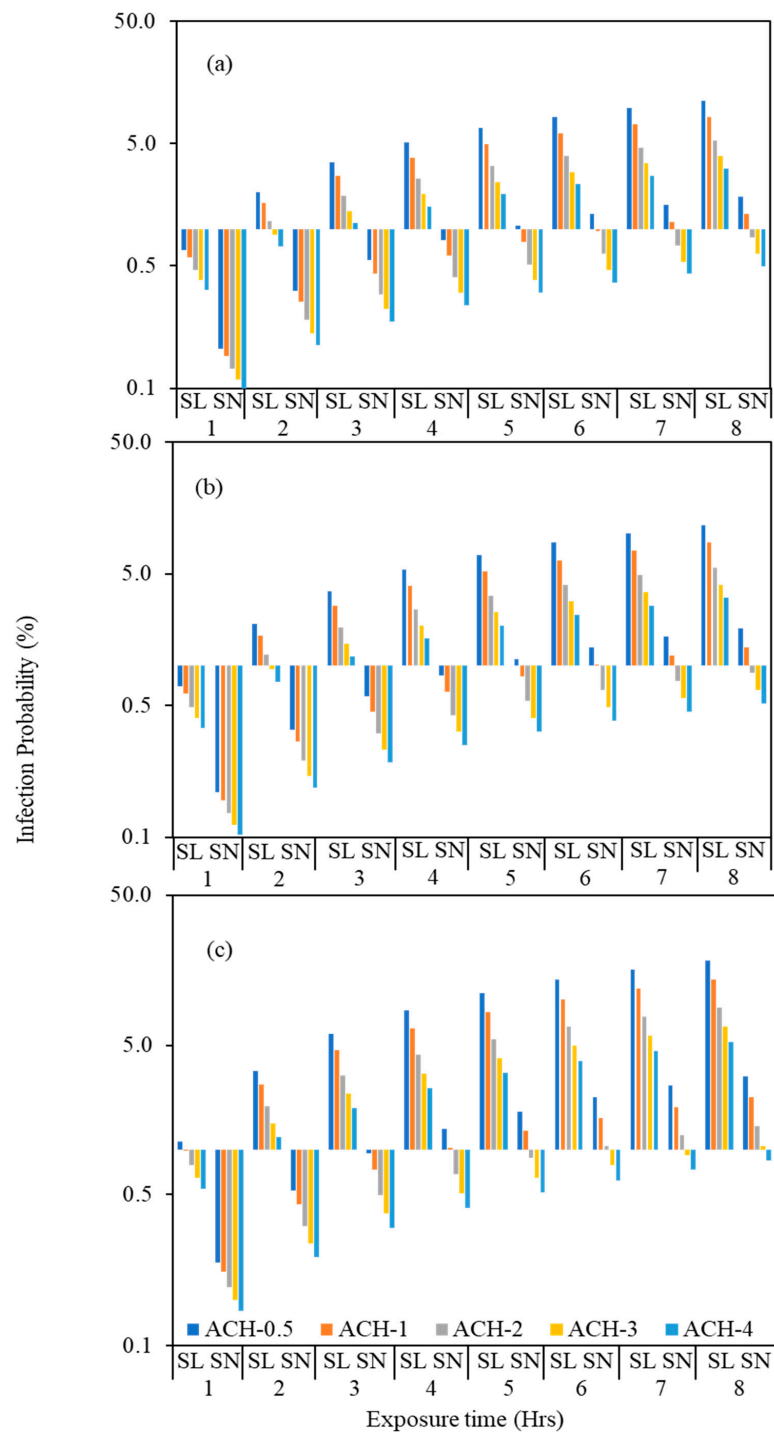 50.0
(a)
5.0
0.5
0.1
SL SN SL SN SL SN SL SN SL SN SL SN SL SN SL SN
1 2 3 4 5 6 7 8
50.0
(b)
5.0
0.5
0.1
SL SN SL SN SL SN SL SN SL SN SL SN SL SN SL SN
1 2 3 4 5 6 7 8
50.0
(c)
5.0
0.5
ACH-0.5 ACH-1 ACH-2 ACH-3 ACH-4
0.1
SL SN SL SN SL SN SL SN SL SN SL SN SL SN SL SN
1 2 3 4 5 6 7 8
Exposure time (Hrs)
Infection Probability (%)